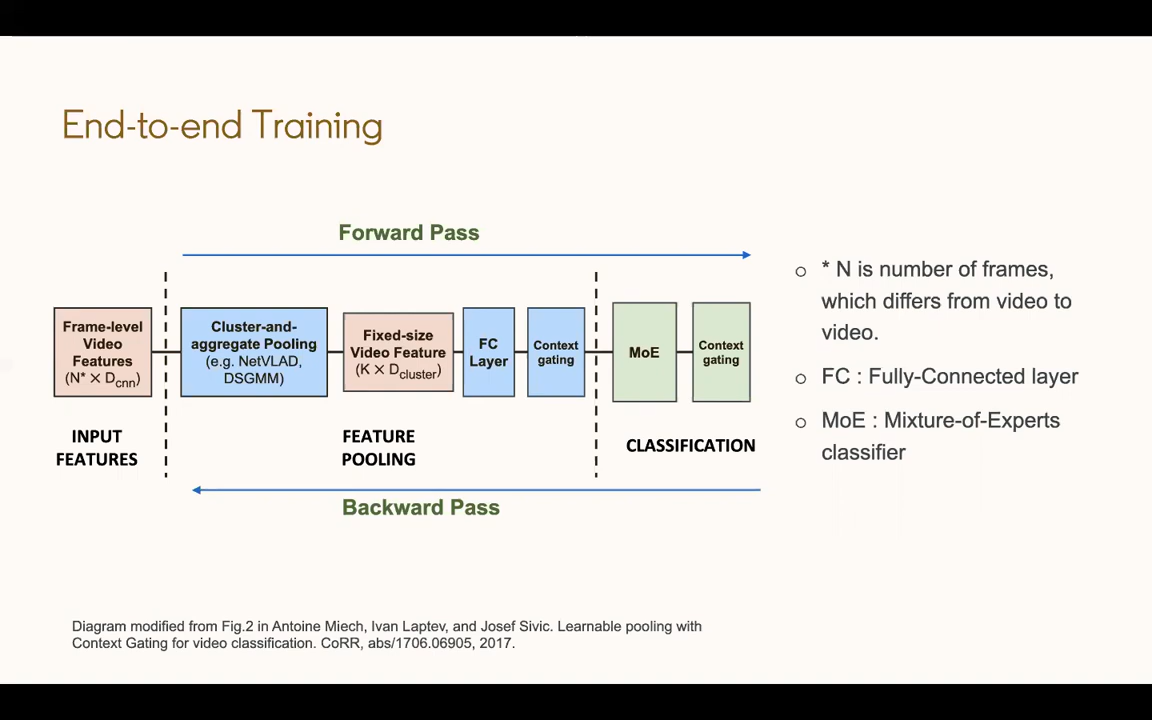 End-to-end Training
Forward Pass
Frame-level
Video
Features
(N* × Dcnn)
Cluster-and-
aggregate Pooling
(e.g. NetVLAD,
DSGMM)
Fixed-size
Video Feature
(K × Dcluster)
FC
Layer
Context
gating
MoE
Context
gating
INPUT
FEATURES
FEATURE
POOLING
CLASSIFICATION
Backward Pass
* N is number of frames,
which differs from video to
video.
FC : Fully-Connected layer
MoE : Mixture-of-Experts
classifier
Diagram modified from Fig.2 in Antoine Miech, Ivan Laptev, and Josef Sivic. Learnable pooling with
Context Gating for video classification. CoRR, abs/1706.06905, 2017.